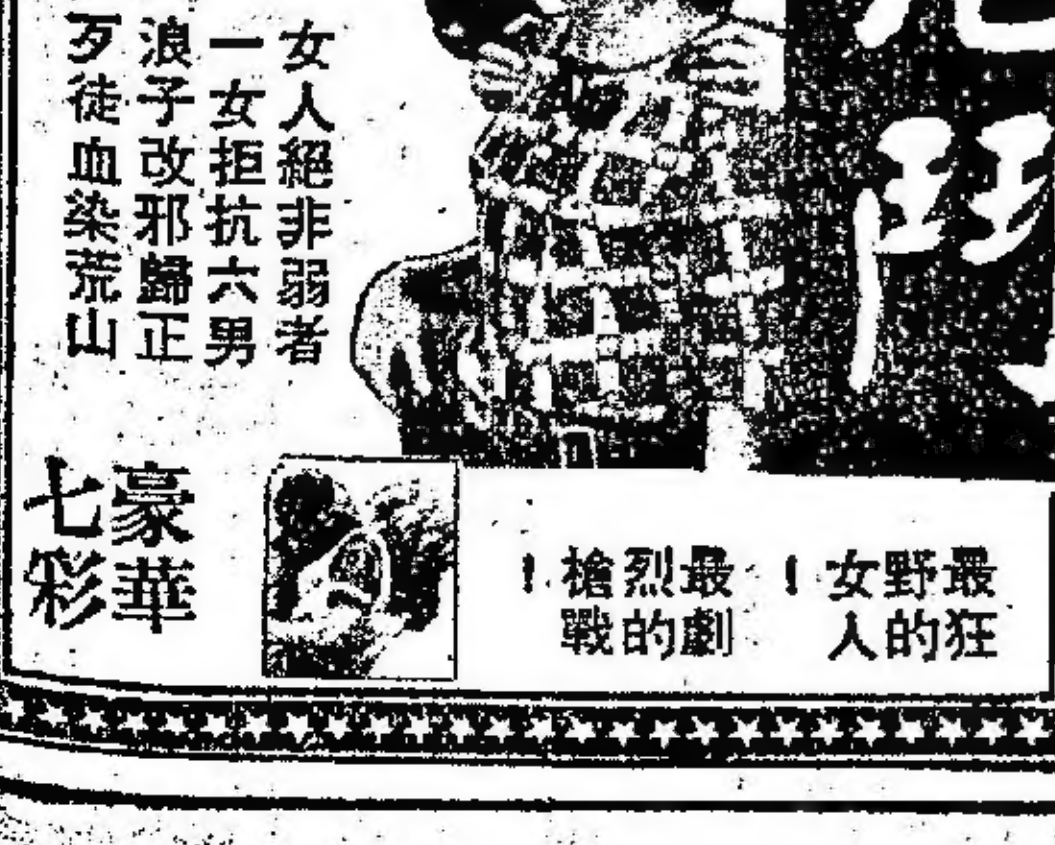 女人絕非弱者
一女拒抗六男
浪子改邪歸正
歹徒血染荒山
最狂
野的
女人!
最劇
烈的
槍戰!
豪華
七彩